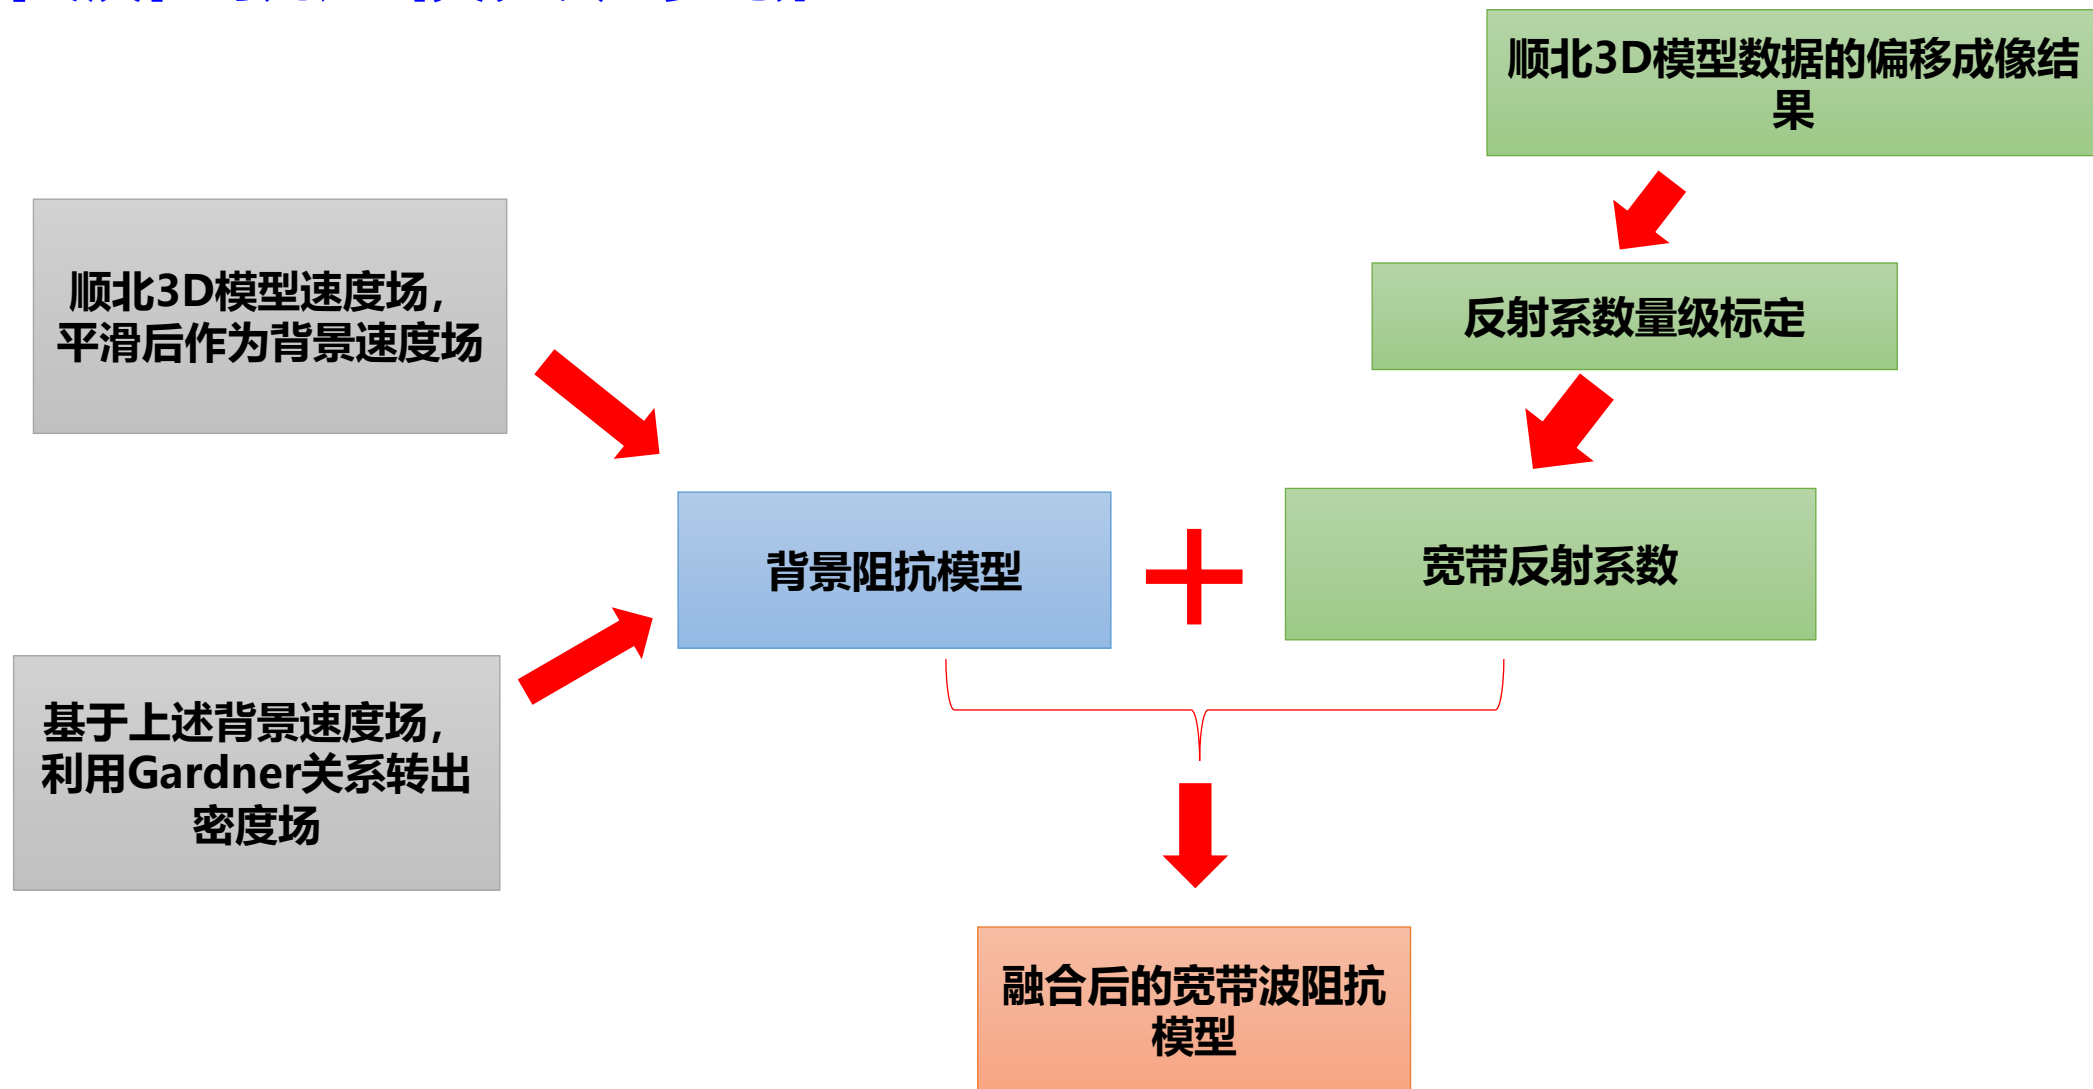 顺北3D模型数据的偏移成像结
果
顺北3D模型速度场，
平滑后作为背景速度场
反射系数量级标定
背景阻抗模型
宽带反射系数
基于上述背景速度场，
利用Gardner关系转出
密度场
融合后的宽带波阻抗
模型